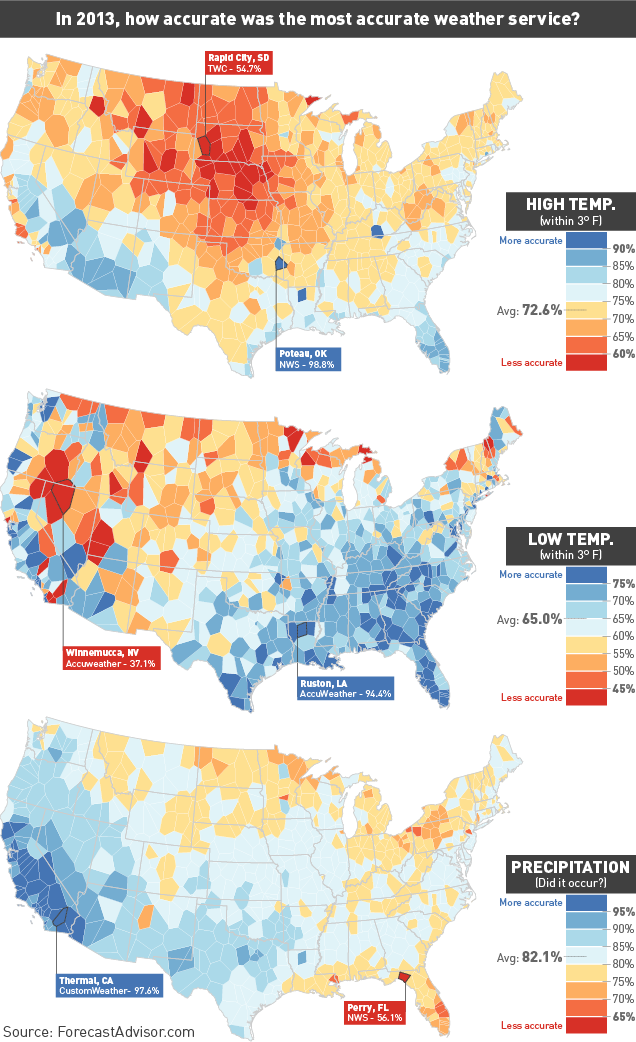 In 2013, how accurate was the most accurate weather service?
Rapid City, SD
TWC - 54.7%
Poteau, OK
NWS - 98.8%
HIGH TEMP.
(within 3° F)
More accurate
90%
85%
80%
75%
Avg: 72.6%
70%
65%
60%
Less accurate
Winnemucca, NV
Accuweather - 37.1%
Ruston, LA
AccuWeather - 94.4%
LOW TEMP.
(within 3° F)
More accurate
75%
70%
65%
Avg: 65.0%
60%
55%
50%
45%
Less accurate
Thermal, CA
CustomWeather- 97.6%
Perry, FL
NWS - 56.1%
PRECIPITATION
(Did it occur?)
More accurate
95%
90%
85%
Avg: 82.1%
80%
75%
70%
65%
Less accurate
Source: ForecastAdvisor.com